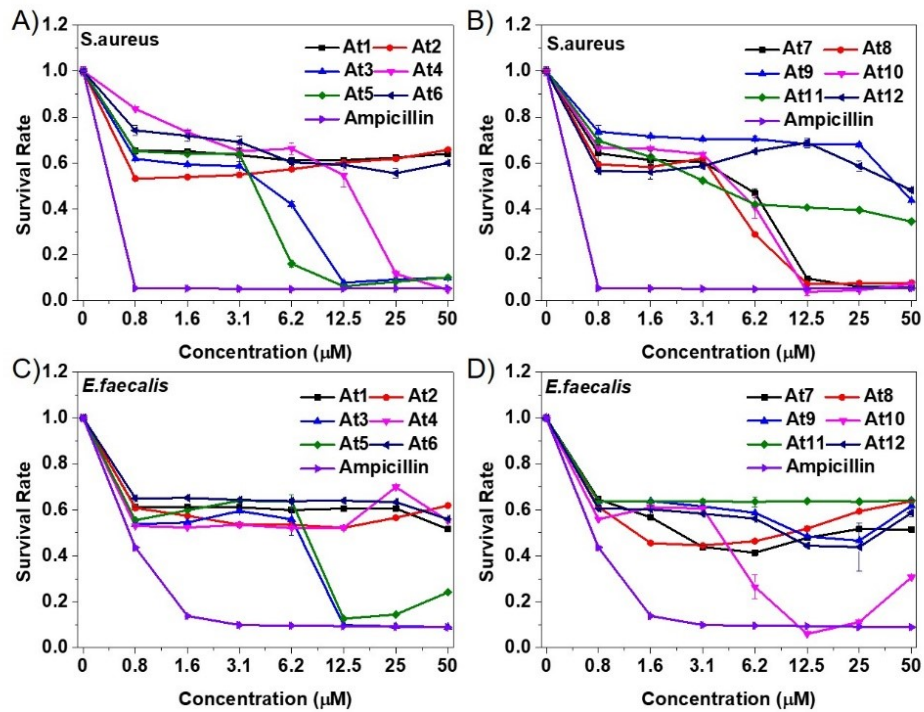 A)
S.aureus
At1 At2
At3 At4
At5 At6
Ampicillin
Survival Rate
1.2
1.0
0.8
0.6
0.4
0.2
0.0
0 0.8 1.6 3.1 6.2 12.5 25 50
Concentration (μM)
B)
S.aureus
At7 At8
At9 At10
At11 At12
Ampicillin
Survival Rate
1.2
1.0
0.8
0.6
0.4
0.2
0.0
0 0.8 1.6 3.1 6.2 12.5 25 50
Concentration (μM)
C)
E.faecalis
At1 At2
At3 At4
At5 At6
Ampicillin
Survival Rate
1.2
1.0
0.8
0.6
0.4
0.2
0.0
0 0.8 1.6 3.1 6.2 12.5 25 50
Concentration (μM)
D)
E.faecalis
At7 At8
At9 At10
At11 At12
Ampicillin
Survival Rate
1.2
1.0
0.8
0.6
0.4
0.2
0.0
0 0.8 1.6 3.1 6.2 12.5 25 50
Concentration (μM)